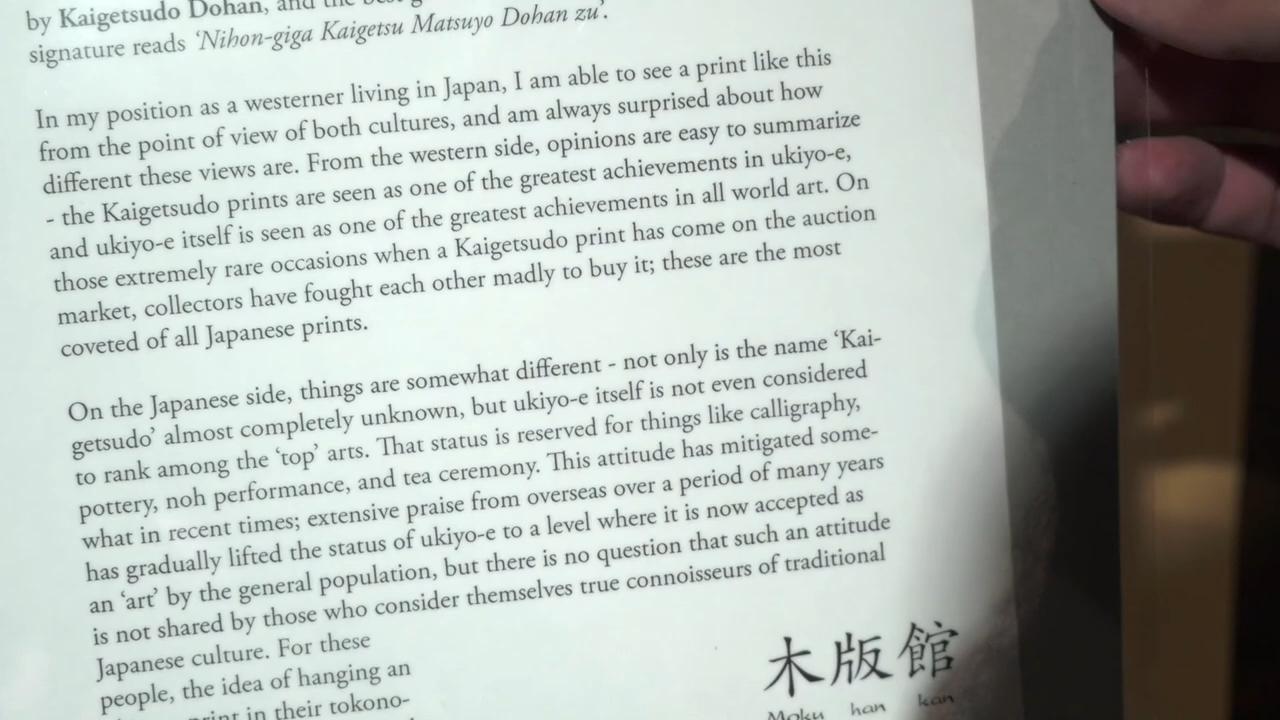 by Kaigetsudo Dohan, and the best
signature reads ‘Nihon-giga Kaigetsu Matsuyo Dohan zu’.
In my position as a westerner living in Japan, I am able to see a print like this
from the point of view of both cultures, and am always surprised about how
different these views are. From the western side, opinions are easy to summarize
- the Kaigetsudo prints are seen as one of the greatest achievements in ukiyo-e,
and ukiyo-e itself is seen as one of the greatest achievements in all world art. On
those extremely rare occasions when a Kaigetsudo print has come on the auction
market, collectors have fought each other madly to buy it; these are the most
coveted of all Japanese prints.
On the Japanese side, things are somewhat different - not only is the name ‘Kai-
getsudo’ almost completely unknown, but ukiyo-e itself is not even considered
to rank among the ‘top’ arts. That status is reserved for things like calligraphy,
pottery, noh performance, and tea ceremony. This attitude has mitigated some-
what in recent times; extensive praise from overseas over a period of many years
has gradually lifted the status of ukiyo-e to a level where it is now accepted as
an ‘art’ by the general population, but there is no question that such an attitude
is not shared by those who consider themselves true connoisseurs of traditional
Japanese culture. For these
people, the idea of hanging an
print in their tokono-
木版館
Moku han kan